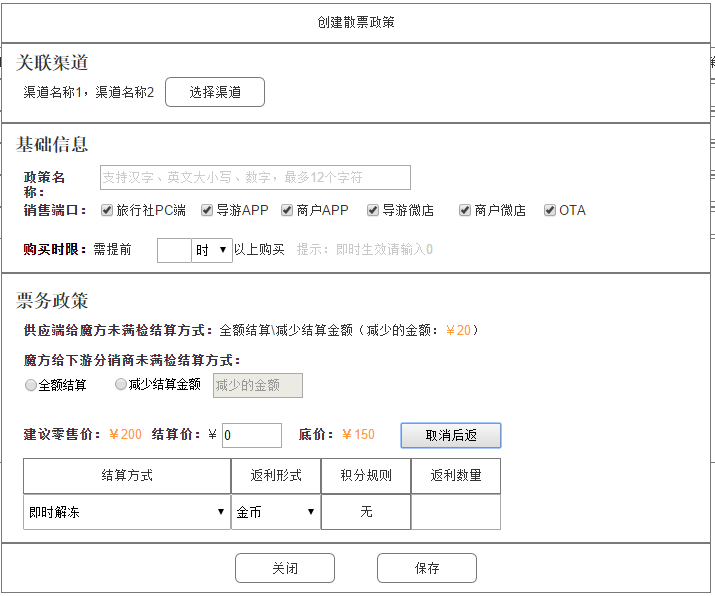 创建散票政策
关联渠道
渠道名称1，渠道名称2 选择渠道
基础信息
政策名称： 支持汉字、英文大小写、数字，最多12个字符
销售端口： 旅行社PC端 导游APP 商户APP 导游微店 商户微店 OTA
购买时限：需提前 时 以上购买 提示：即时生效请输入0
票务政策
供应端给魔方未满检结算方式：全额结算\减少结算金额（减少的金额：￥20）
魔方给下游分销商未满检结算方式：
全额结算 减少结算金额 减少的金额
建议零售价：￥200 结算价：￥ 0 底价：￥150 取消后返
结算方式 返利形式 积分规则 返利数量
即时解冻 金币 无
关闭 保存